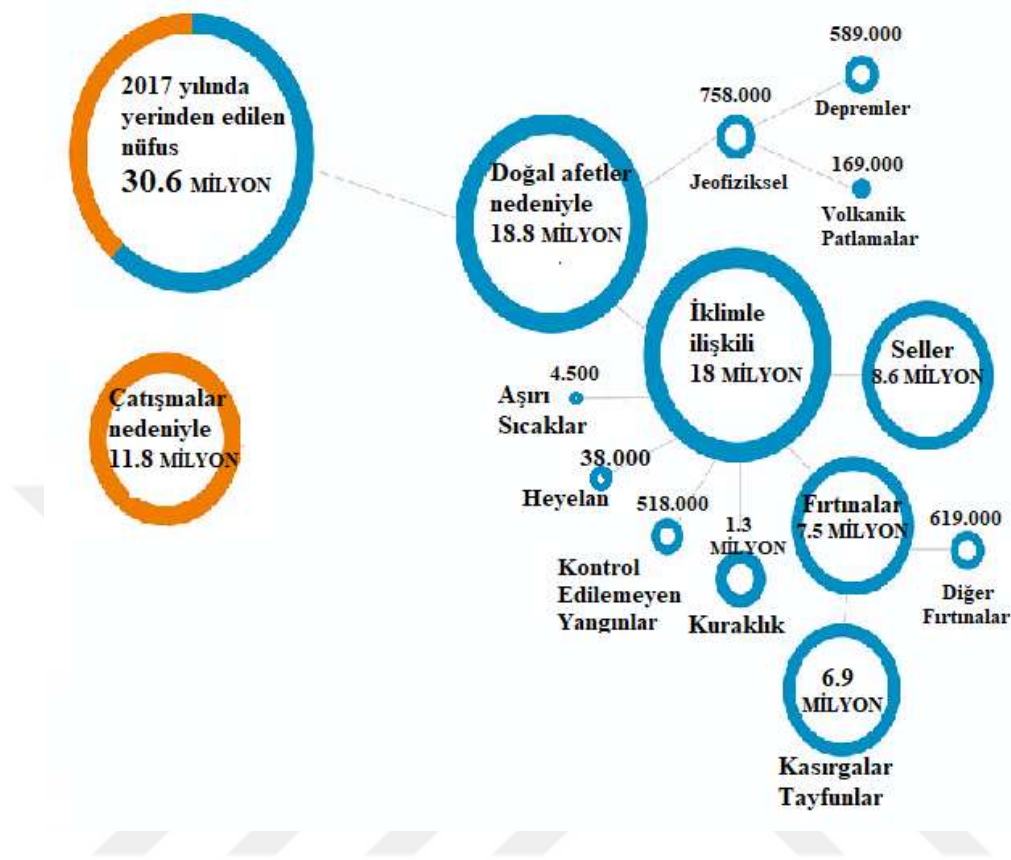 2017 yılında
yerinden edilen
nüfus
30.6 MİLYON
Çatışmalar
nedeniyle
11.8 MİLYON
Doğal afetler
nedeniyle
18.8 MİLYON
758.000
Jeofiziksel
589.000
Depremler
169.000
Volkanik
Patlamalar
İklimle
ilişkili
18 MİLYON
Seller
8.6 MİLYON
4.500
Aşırı
Sıcaklar
38.000
Heyelan
518.000
Kontrol
Edilemeyen
Yangınlar
1.3
MİLYON
Kuraklık
Fırtınalar
7.5 MİLYON
619.000
Diğer
Fırtınalar
6.9
MİLYON
Kasırgalar
Tayfunlar